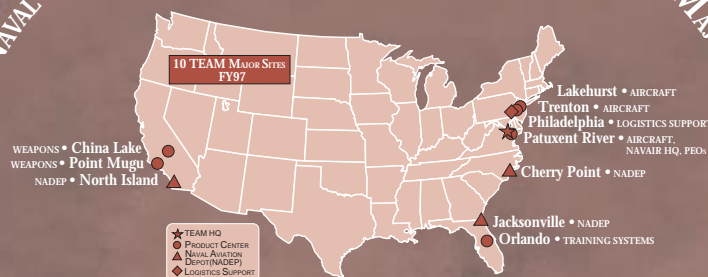 NAVAL
MA
10 TEAM MAJOR SITES
FY97
Lakehurst • AIRCRAFT
Trenton • AIRCRAFT
Philadelphia • LOGISTICS SUPPORT
Patuxent River • AIRCRAFT,
NAVAIR HQ, PEOs
WEAPONS • China Lake
WEAPONS • Point Mugu
NADEP • North Island
Cherry Point • NADEP
Jacksonville • NADEP
Orlando • TRAINING SYSTEMS
TEAM HQ
PRODUCT CENTER
NAVAL AVIATION
DEPOT(NADEP)
LOGISTICS SUPPORT